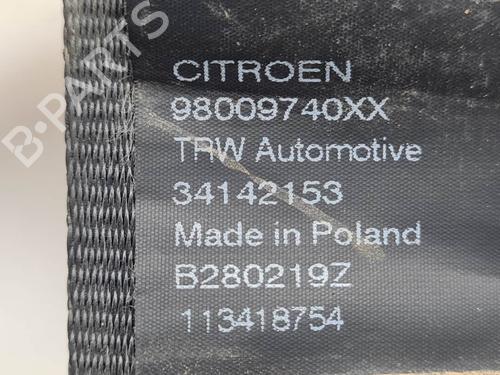 CITROEN
98009740XX
TRW Automotive
34142153
Made in Poland
B280219Z
113418754
B-PARTS